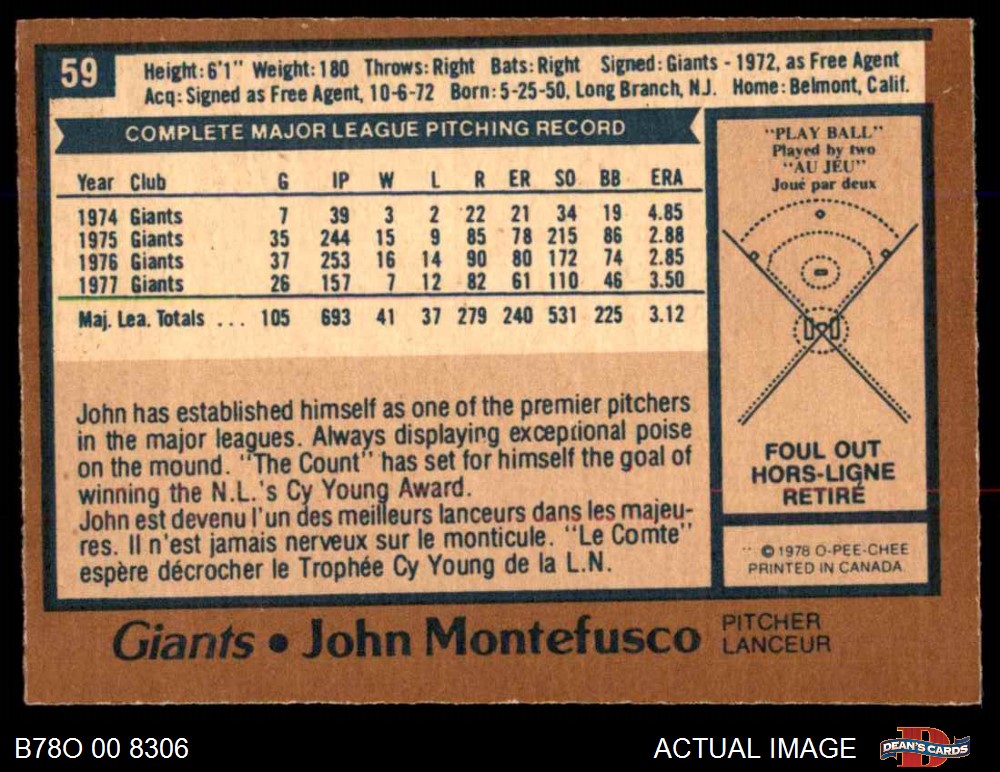 59
Height: 6'1" Weight: 180 Throws: Right Bats: Right Signed: Giants - 1972, as Free Agent
Acq: Signed as Free Agent, 10-6-72 Born: 5-25-50, Long Branch, N.J. Home: Belmont, Calif.
COMPLETE MAJOR LEAGUE PITCHING RECORD
Year Club G IP W L R ER SO BB ERA
1974 Giants 7 39 3 2 22 21 34 19 4.85
1975 Giants 35 244 15 9 85 78 215 86 2.88
1976 Giants 37 253 16 14 90 80 172 74 2.85
1977 Giants 26 157 7 12 82 61 110 46 3.50
Maj. Lea. Totals ... 105 693 41 37 279 240 531 225 3.12
John has established himself as one of the premier pitchers
in the major leagues. Always displaying exceptional poise
on the mound. "The Count" has set for himself the goal of
winning the N.L.'s Cy Young Award.
John est devenu l'un des meilleurs lanceurs dans les majeu-
res. Il n'est jamais nerveux sur le monticule. "Le Comte"
espère décrocher le Trophée Cy Young de la L.N.
"PLAY BALL"
Played by two
"AU JEU"
Joué par deux
FOUL OUT
HORS-LIGNE
RETIRÉ
© 1978 O-PEE-CHEE
PRINTED IN CANADA
Giants • John Montefusco
PITCHER
LANCEUR
B78O 00 8306
ACTUAL IMAGE
D
DEAN'S CARDS